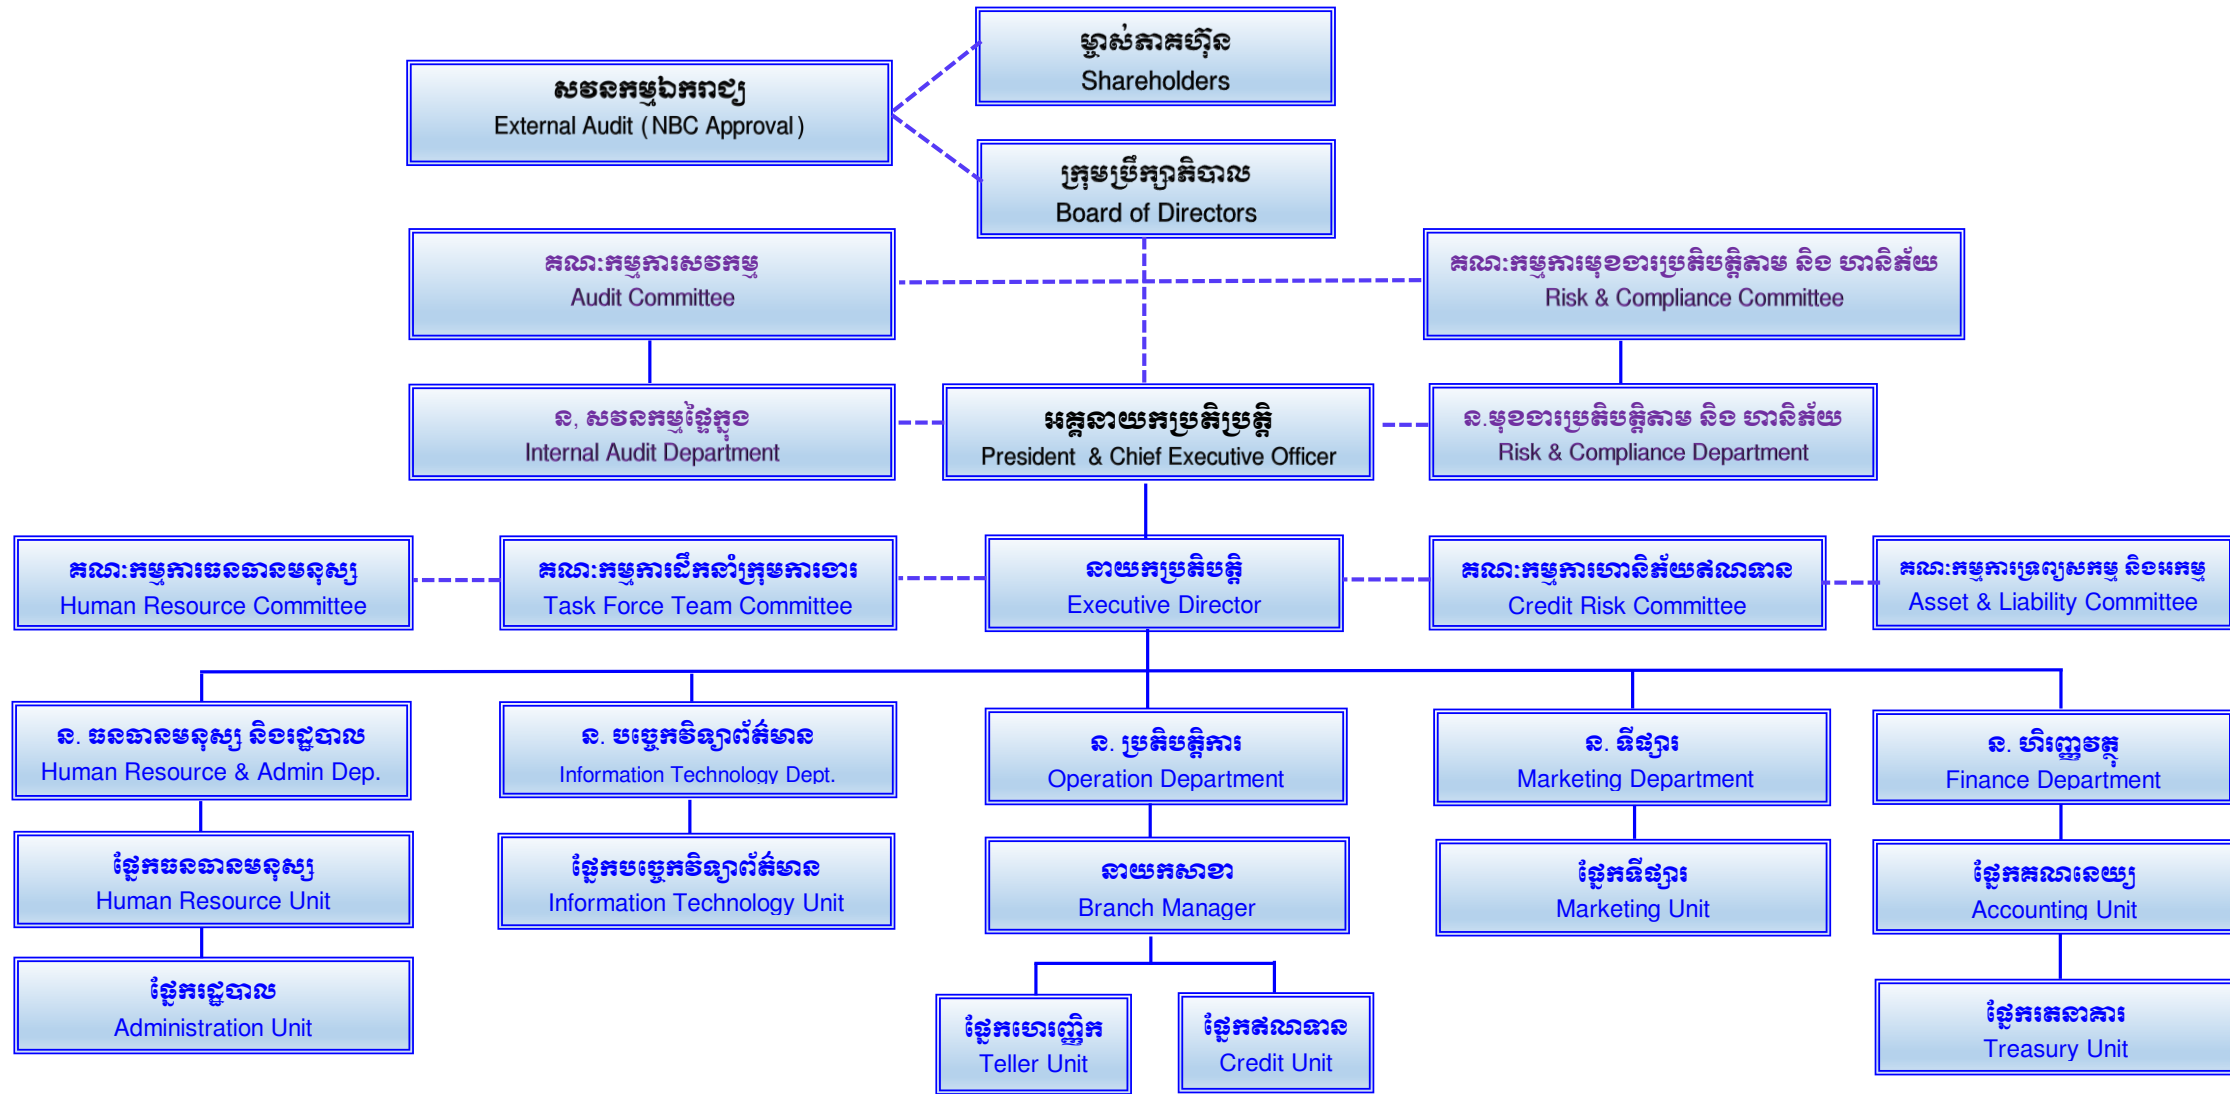 ម្ចាស់ភាគហ៊ុន
Shareholders
សវនកម្មឯករាជ្យ
External Audit ( NBC Approval )
ក្រុមប្រឹក្សាភិបាល
Board of Directors
គណៈកម្មការសវកម្ម
Audit Committee
គណៈកម្មការមុខងារប្រតិបត្តិតាម និង ហានិភ័យ
Risk & Compliance Committee
ន, សវនកម្មផ្ទៃក្នុង
Internal Audit Department
អគ្គនាយកប្រតិប្រត្តិ
President & Chief Executive Officer
ន.មុខងារប្រតិបត្តិតាម និង ហានិភ័យ
Risk & Compliance Department
គណៈកម្មការធនធានមនុស្ស
Human Resource Committee
គណៈកម្មការដឹកនាំក្រុមការងារ
Task Force Team Committee
នាយកប្រតិបត្តិ
Executive Director
គណៈកម្មការហានិភ័យឥណទាន
Credit Risk Committee
គណៈកម្មការទ្រព្យសកម្ម និងអកម្ម
Asset & Liability Committee
ន. ធនធានមនុស្ស និងរដ្ឋបាល
Human Resource & Admin Dep.
ន. បច្ចេកវិទ្យាព័ត៌មាន
Information Technology Dept.
ន. ប្រតិបត្តិការ
Operation Department
ន. ទីផ្សារ
Marketing Department
ន. ហិរញ្ញវត្ថុ
Finance Department
ផ្នែកធនធានមនុស្ស
Human Resource Unit
ផ្នែកបច្ចេកវិទ្យាព័ត៌មាន
Information Technology Unit
នាយកសាខា
Branch Manager
ផ្នែកទីផ្សារ
Marketing Unit
ផ្នែកគណនេយ្យ
Accounting Unit
ផ្នែករដ្ឋបាល
Administration Unit
ផ្នែកបេរញ្ញិក
Teller Unit
ផ្នែកឥណទាន
Credit Unit
ផ្នែករតនាគារ
Treasury Unit